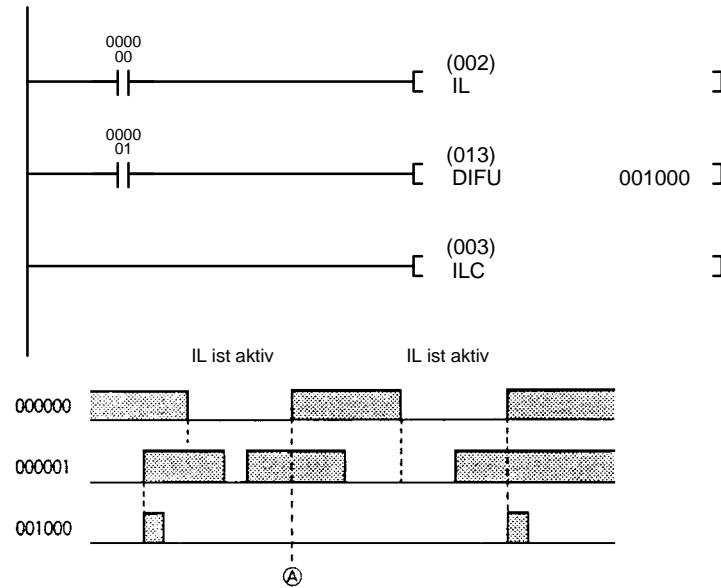 0000
00
(002)
IL
0000
01
(013)
DIFU 001000
(003)
ILC
IL ist aktiv IL ist aktiv
000000
000001
001000
A